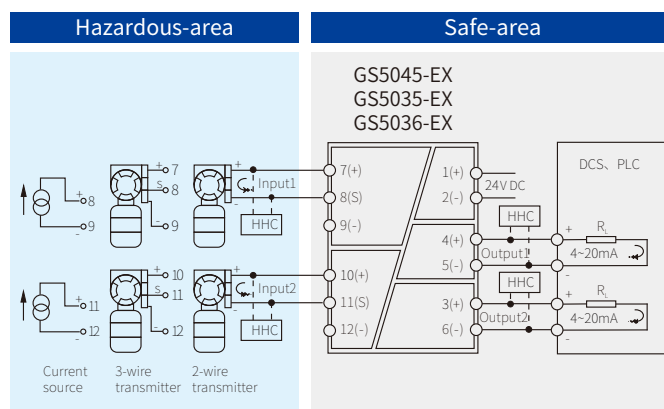 Hazardous-area
Safe-area
GS5045-EX
GS5035-EX
GS5036-EX
DCS、PLC
+ 7
S 8
- 9
+ 8
- 9
+
Input1
-
HHC
7(+)
8(S)
9(-)
1(+)
2(-)
24V DC
HHC
4(+)
Output1
5(-)
+ RL
4~20mA
-
+ 10
S 11
- 12
+ 11
- 12
+
Input2
-
HHC
10(+)
11(S)
12(-)
HHC
3(+)
Output2
6(-)
+ RL
4~20mA
-
Current
source
3-wire
transmitter
2-wire
transmitter